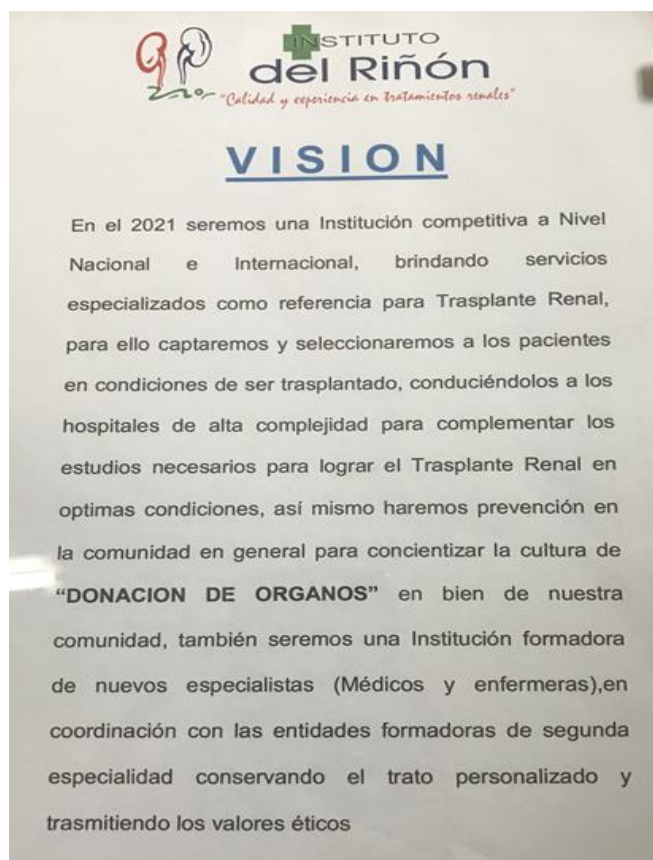 INSTITUTO
del Riñón
"Calidad y experiencia en tratamientos renales"
VISION
En el 2021 seremos una Institución competitiva a Nivel
Nacional e Internacional, brindando servicios
especializados como referencia para Trasplante Renal,
para ello captaremos y seleccionaremos a los pacientes
en condiciones de ser trasplantado, conduciéndolos a los
hospitales de alta complejidad para complementar los
estudios necesarios para lograr el Trasplante Renal en
optimas condiciones, así mismo haremos prevención en
la comunidad en general para concientizar la cultura de
“DONACION DE ORGANOS” en bien de nuestra
comunidad, también seremos una Institución formadora
de nuevos especialistas (Médicos y enfermeras),en
coordinación con las entidades formadoras de segunda
especialidad conservando el trato personalizado y
trasmitiendo los valores éticos